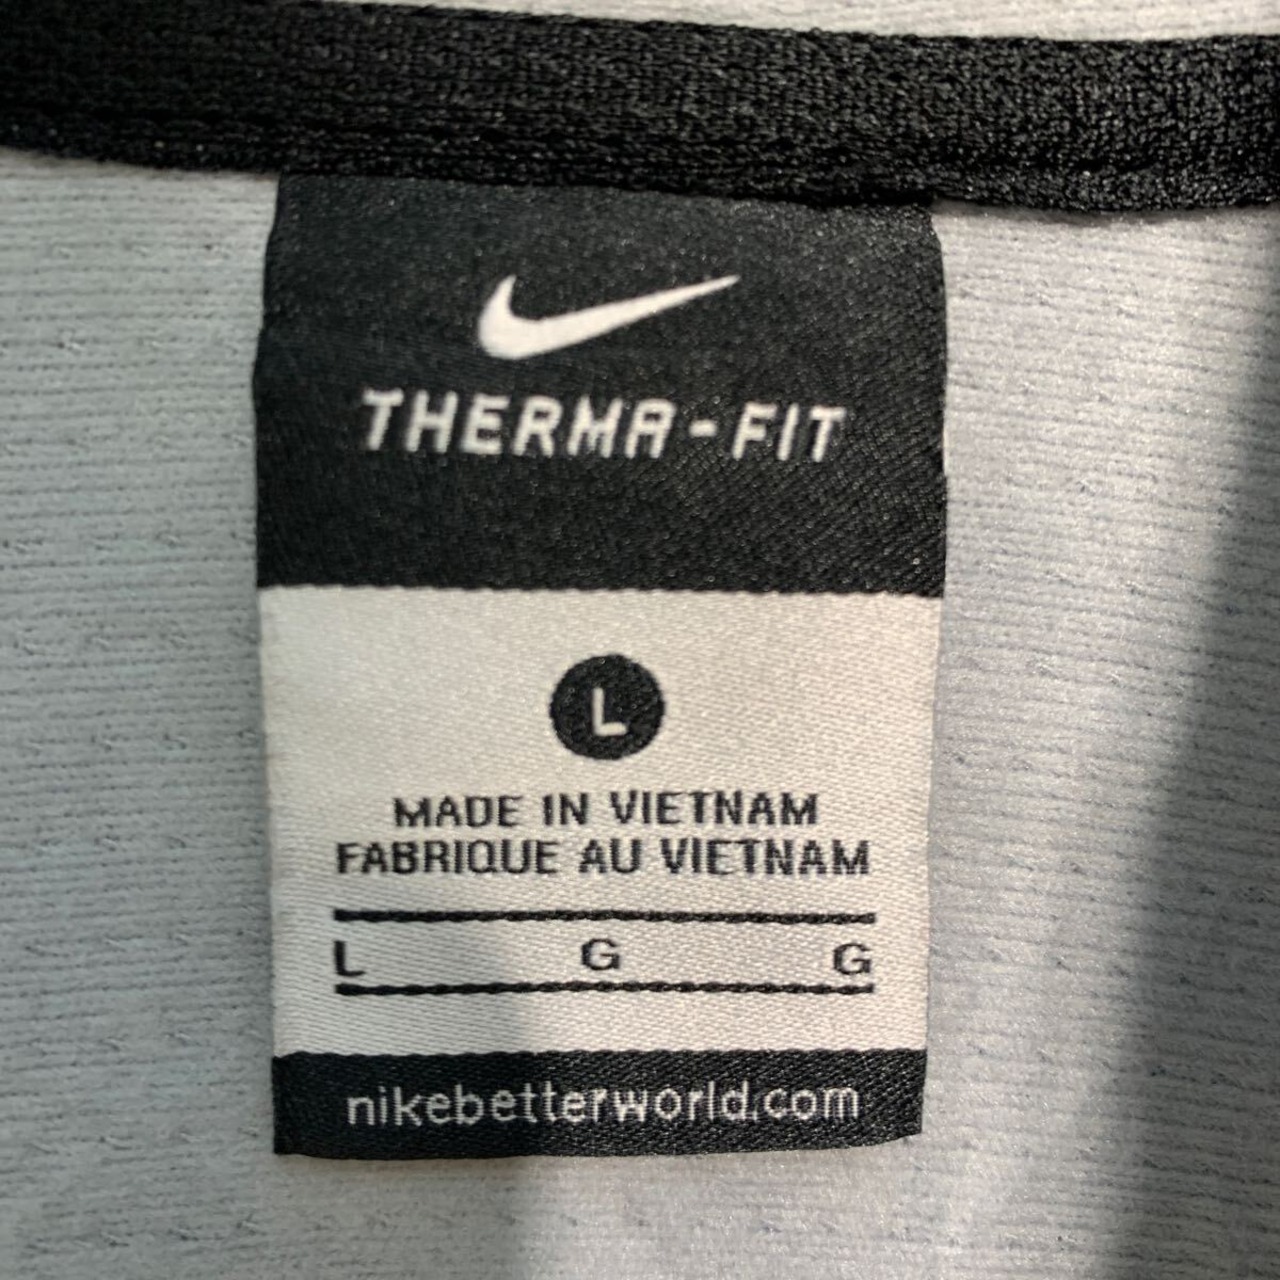 THERMA-FIT
L
MADE IN VIETNAM
FABRIQUE AU VIETNAM
L G G
nikebetterworld.com